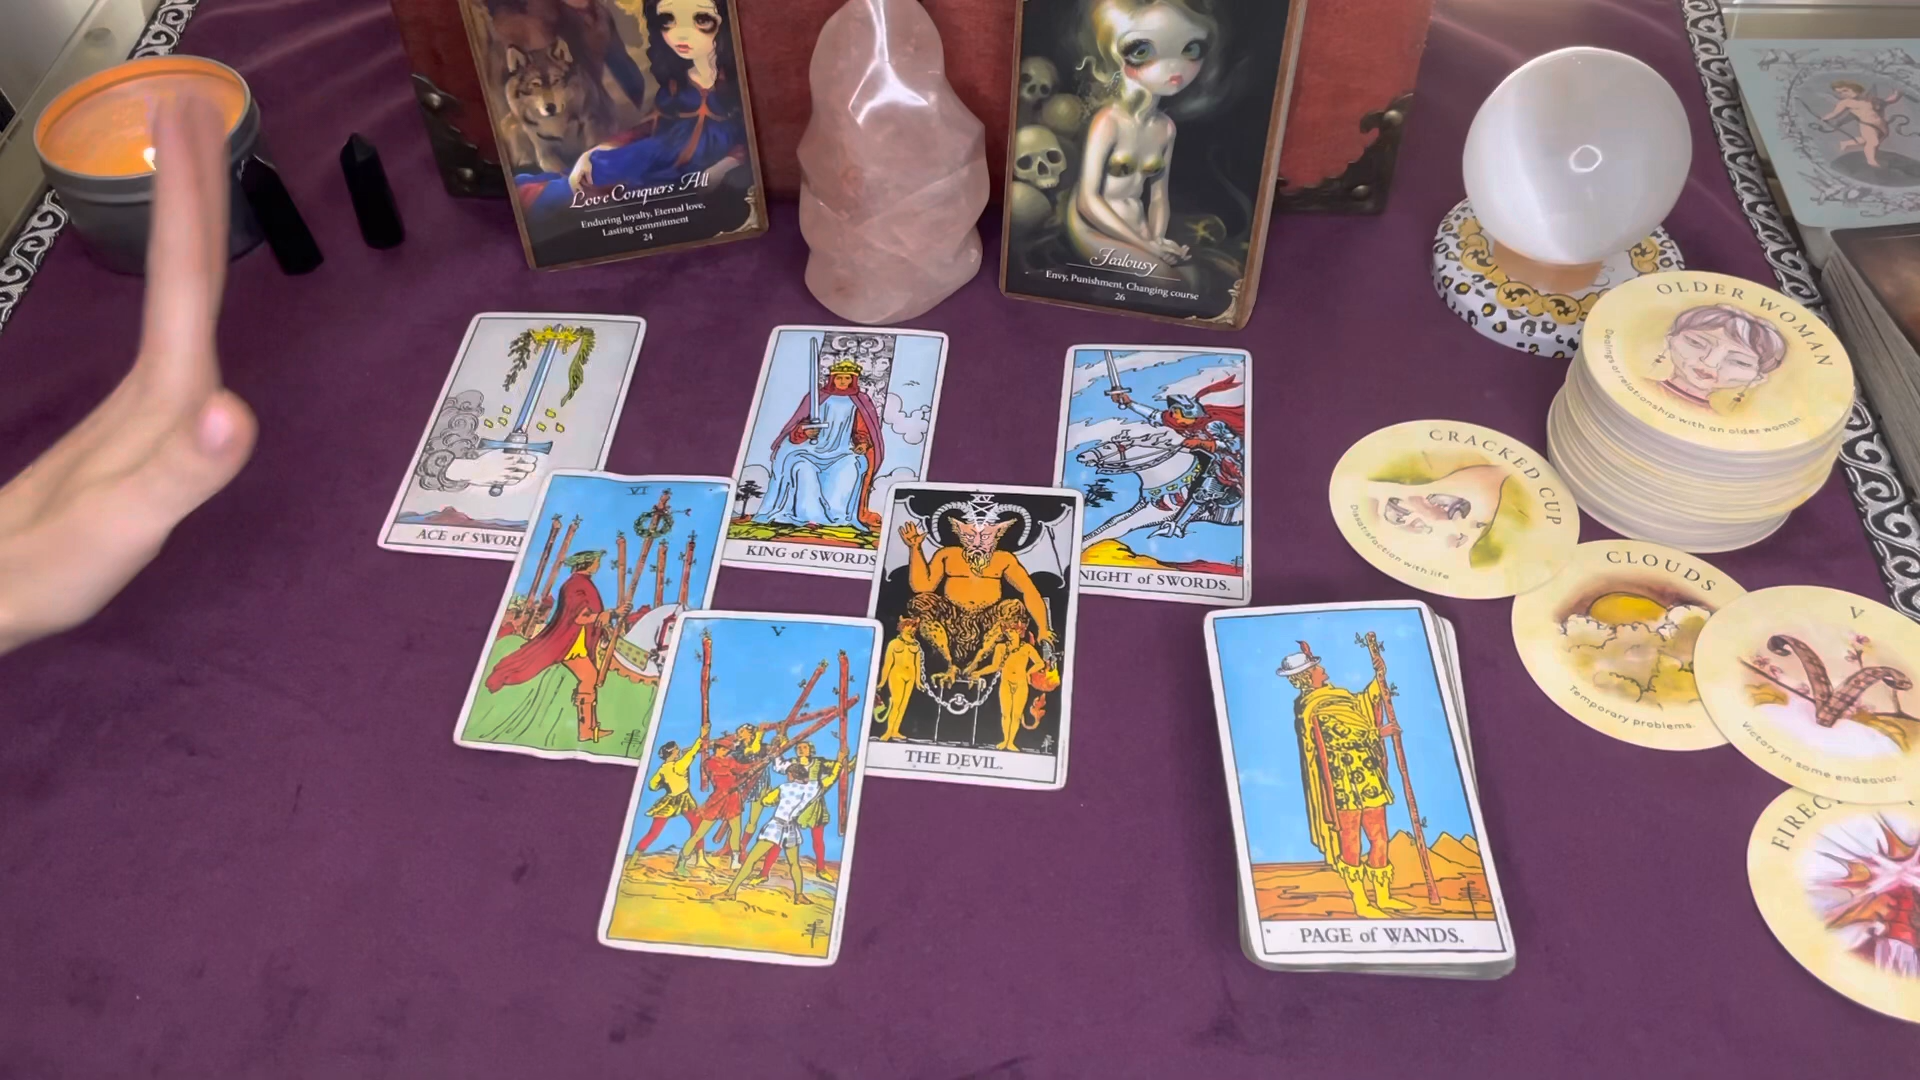 Love Conquers All
Enduring loyalty, Eternal love,
Lasting commitment
24
Jealousy
Envy, Punishment, Changing course
26
OLDER WOMAN
Dealings or relationship with an older woman.
ACE of SWOR
KING of SWORDS
NIGHT of SWORDS.
CRACKED CUP
Dissatisfaction with life
VI
XV
THE DEVIL.
V
CLOUDS
Temporary problems.
V
Victory in some endeavor.
FIREC
PAGE of WANDS.